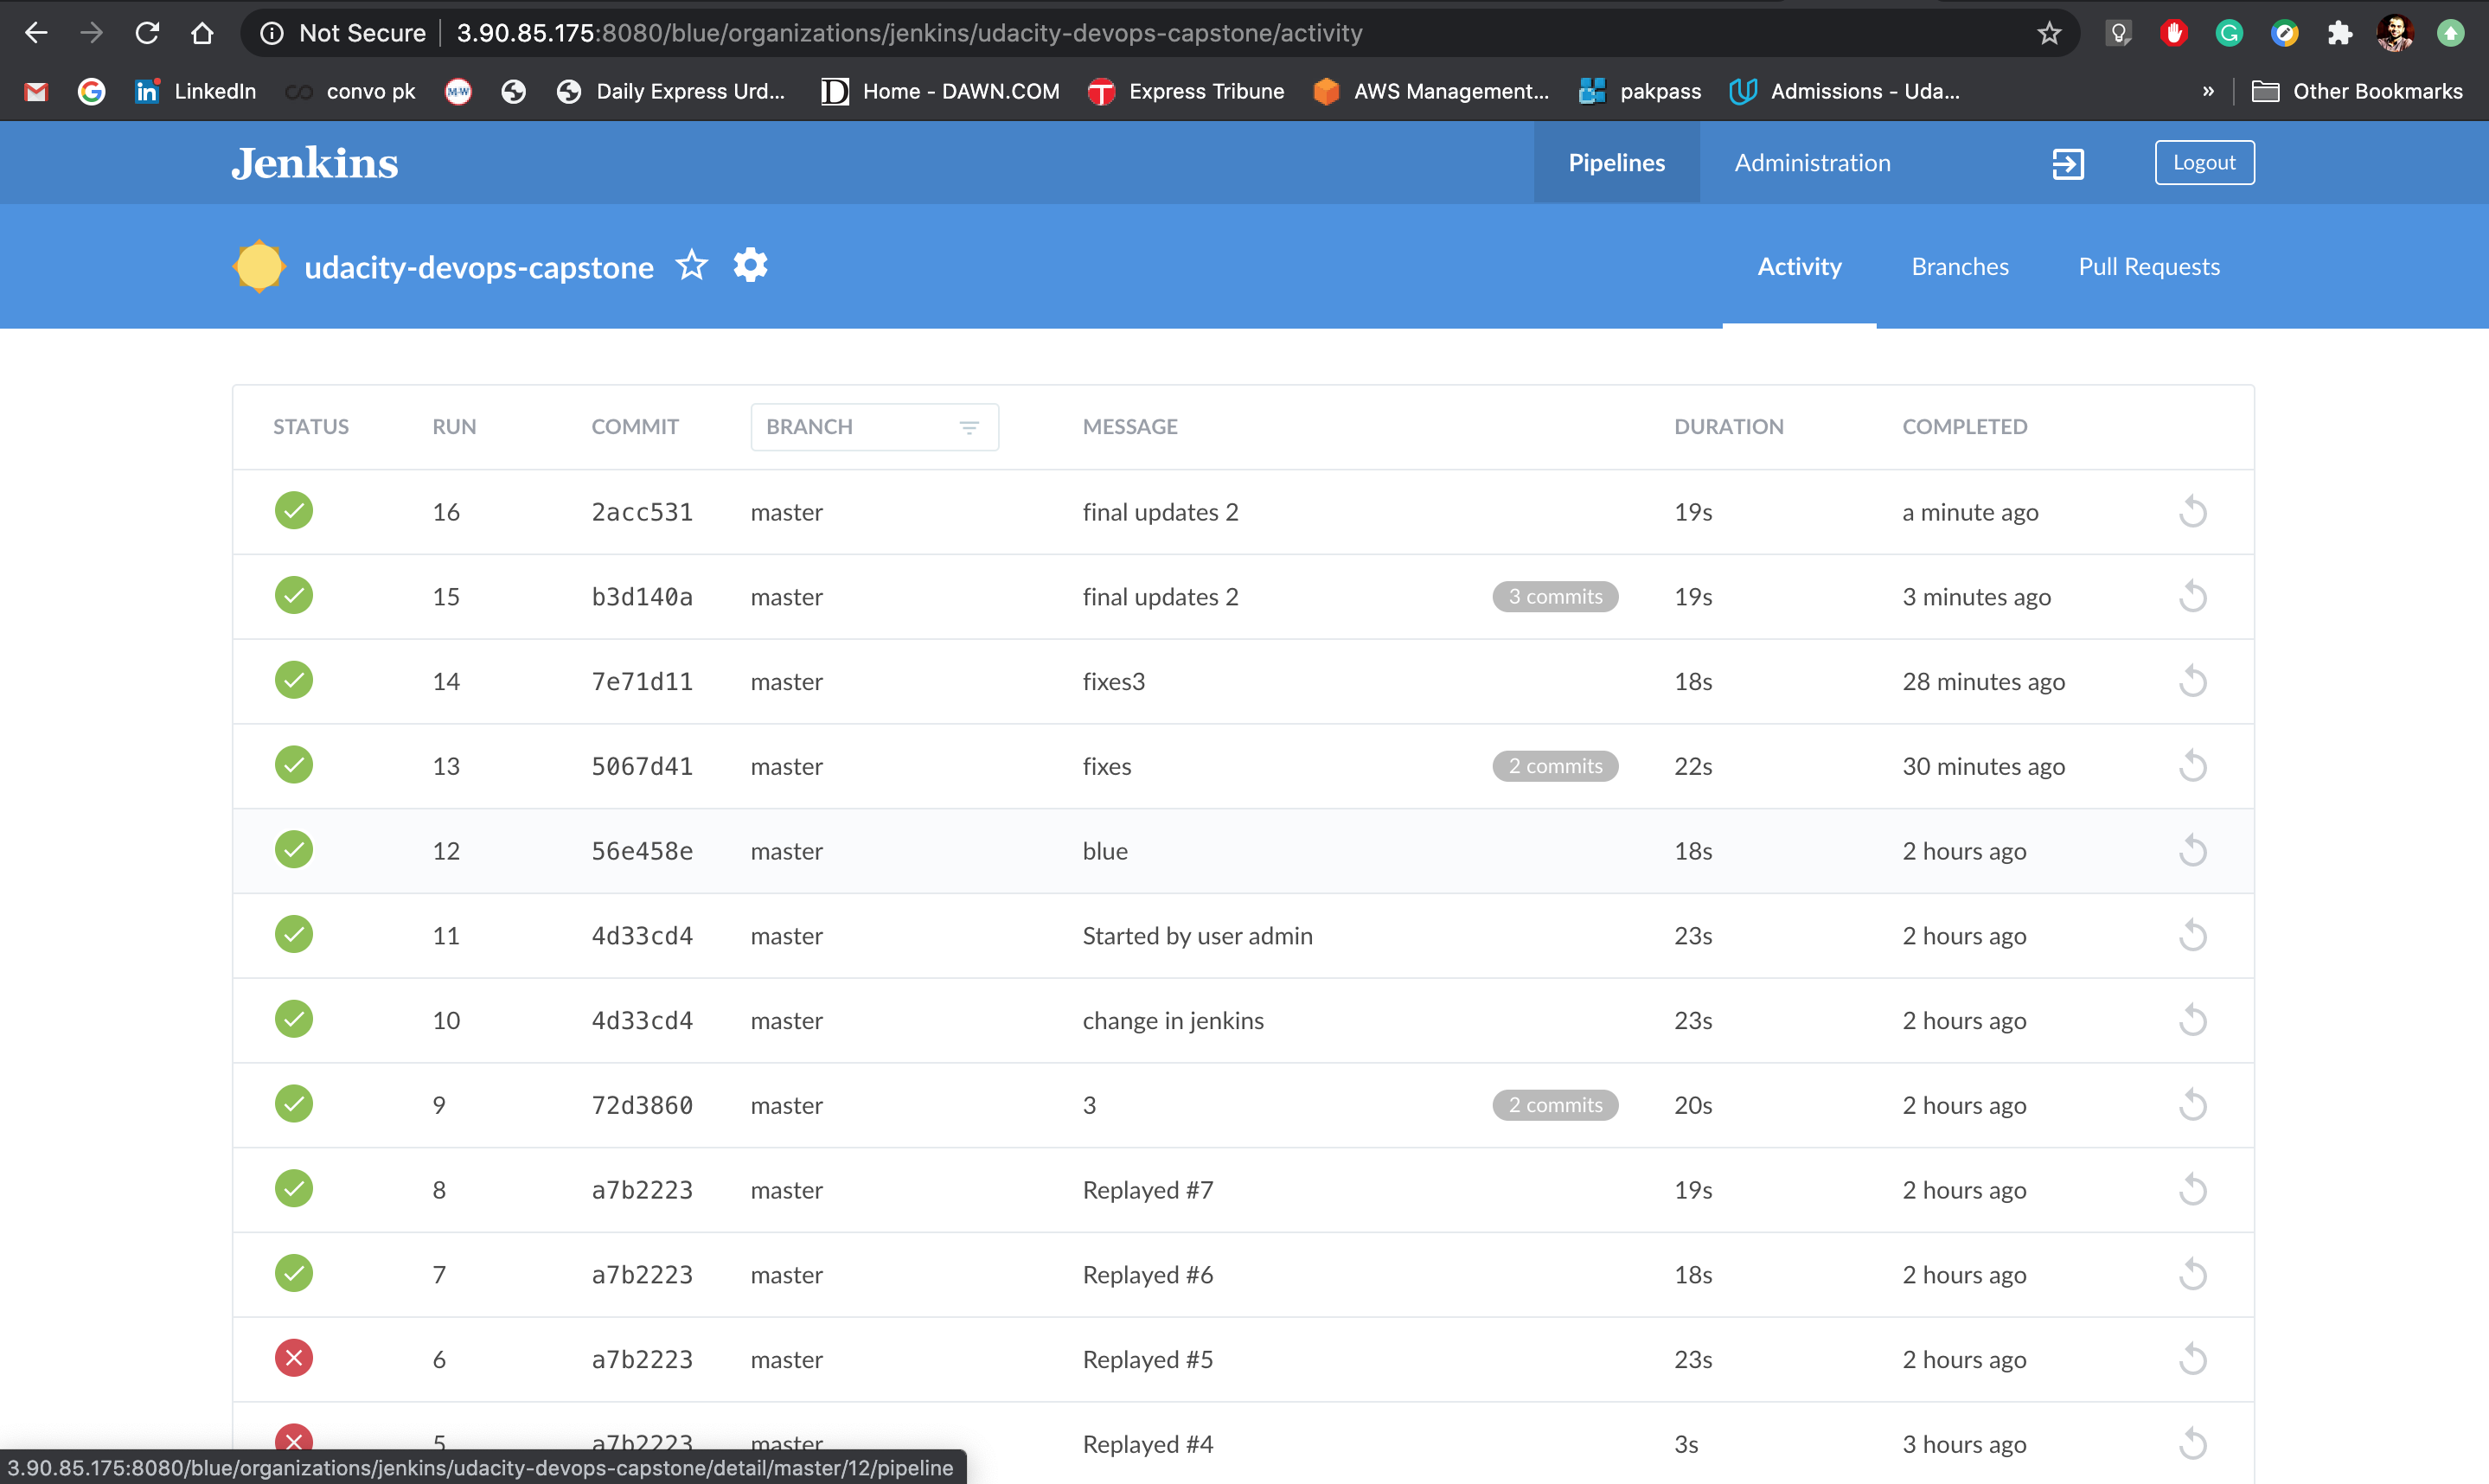 Not Secure 3.90.85.175:8080/blue/organizations/jenkins/udacity-devops-capstone/activity
LinkedIn convo pk M-W Daily Express Urd... Home - DAWN.COM Express Tribune AWS Management... pakpass Admissions - Uda... » Other Bookmarks
Jenkins Pipelines Administration Logout
udacity-devops-capstone Activity Branches Pull Requests
STATUS RUN COMMIT BRANCH MESSAGE DURATION COMPLETED
16 2acc531 master final updates 2 19s a minute ago
15 b3d140a master final updates 2 3 commits 19s 3 minutes ago
14 7e71d11 master fixes3 18s 28 minutes ago
13 5067d41 master fixes 2 commits 22s 30 minutes ago
12 56e458e master blue 18s 2 hours ago
11 4d33cd4 master Started by user admin 23s 2 hours ago
10 4d33cd4 master change in jenkins 23s 2 hours ago
9 72d3860 master 3 2 commits 20s 2 hours ago
8 a7b2223 master Replayed #7 19s 2 hours ago
7 a7b2223 master Replayed #6 18s 2 hours ago
6 a7b2223 master Replayed #5 23s 2 hours ago
5 a7b2223 master Replayed #4 3s 3 hours ago
3.90.85.175:8080/blue/organizations/jenkins/udacity-devops-capstone/detail/master/12/pipeline